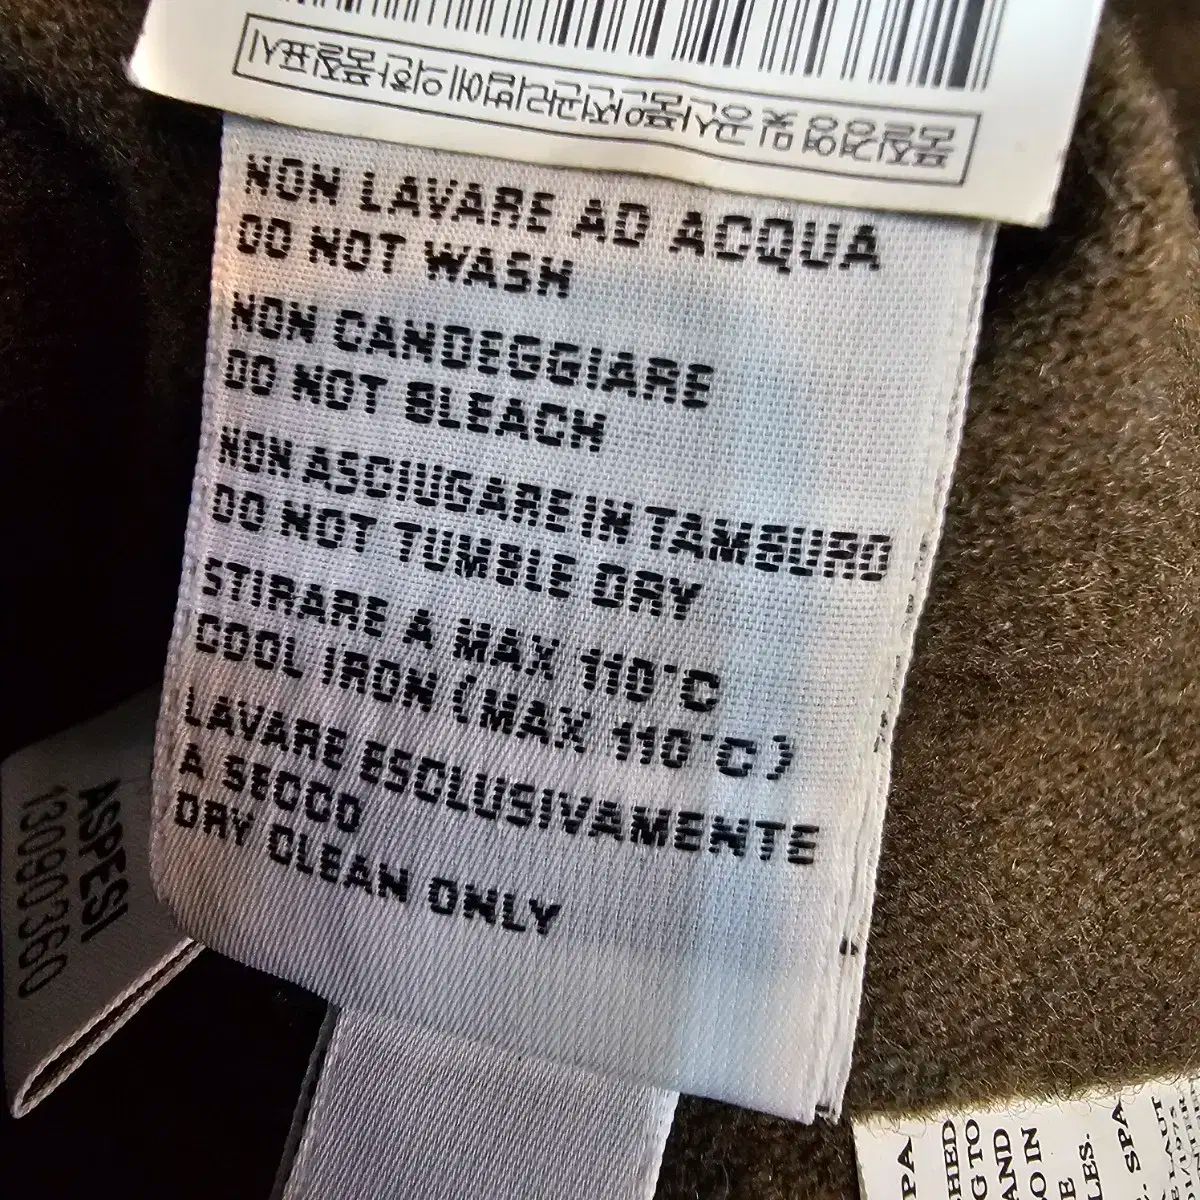 NON LAVARE AD ACQUA
DO NOT WASH
NON CANDEGGIARE
DO NOT BLEACH
NON ASCIUGARE IN TAMBURO
DO NOT TUMBLE DRY
STIRARE A MAX 110°C
COOL IRON (MAX 110°C)
LAVARE ESCLUSIVAMENTE
A SECCO
DRY CLEAN ONLY
ASPESI
130903660